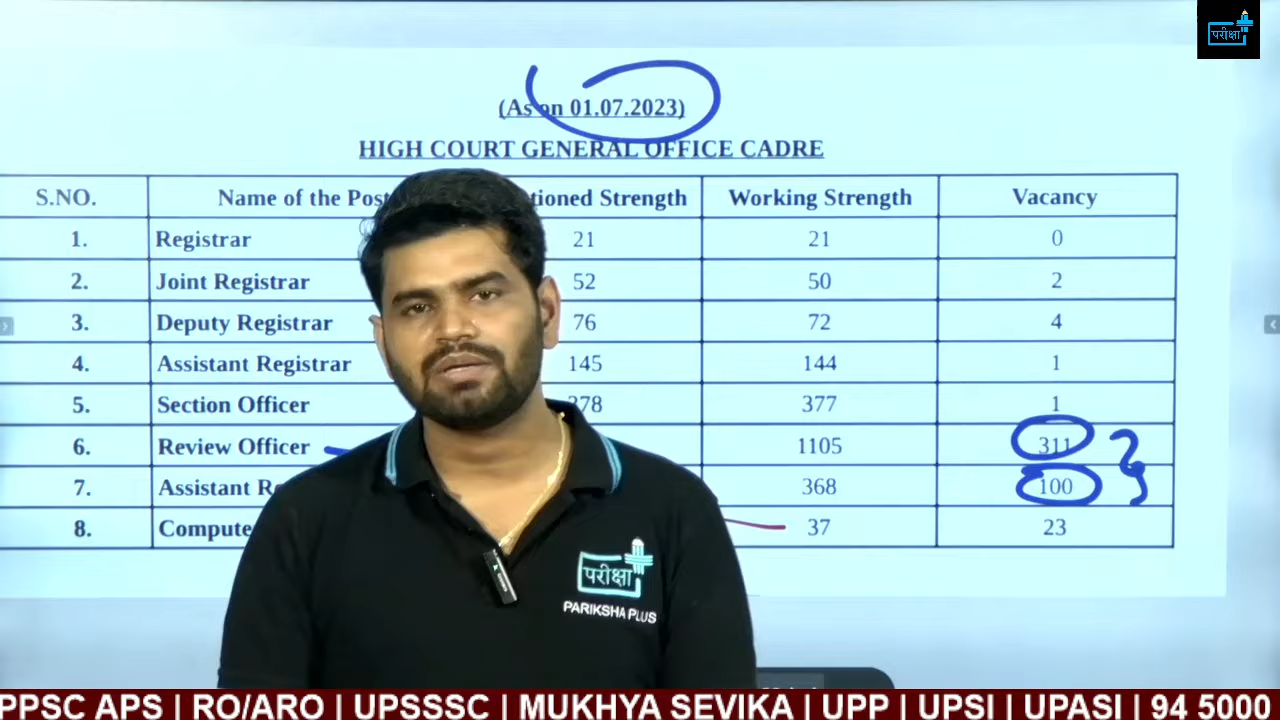 परीक्षा
(As on 01.07.2023)
HIGH COURT GENERAL OFFICE CADRE
S.NO. Name of the Post Strength Working Strength Vacancy
1. Registrar 21 21 0
2. Joint Registrar 52 50 2
3. Deputy Registrar 76 72 4
4. Assistant Registrar 145 144 1
5. Section Officer 378 377 1
6. Review Officer 1105 311
7. Assistant 368 100
8. 37 23
परीक्षा
PARIKSHA PLUS
PPSC APS | RO/ARO | UPSSSC | MUKHYA SEVIKA | UPP | UPSI | UPASI | 94 5000